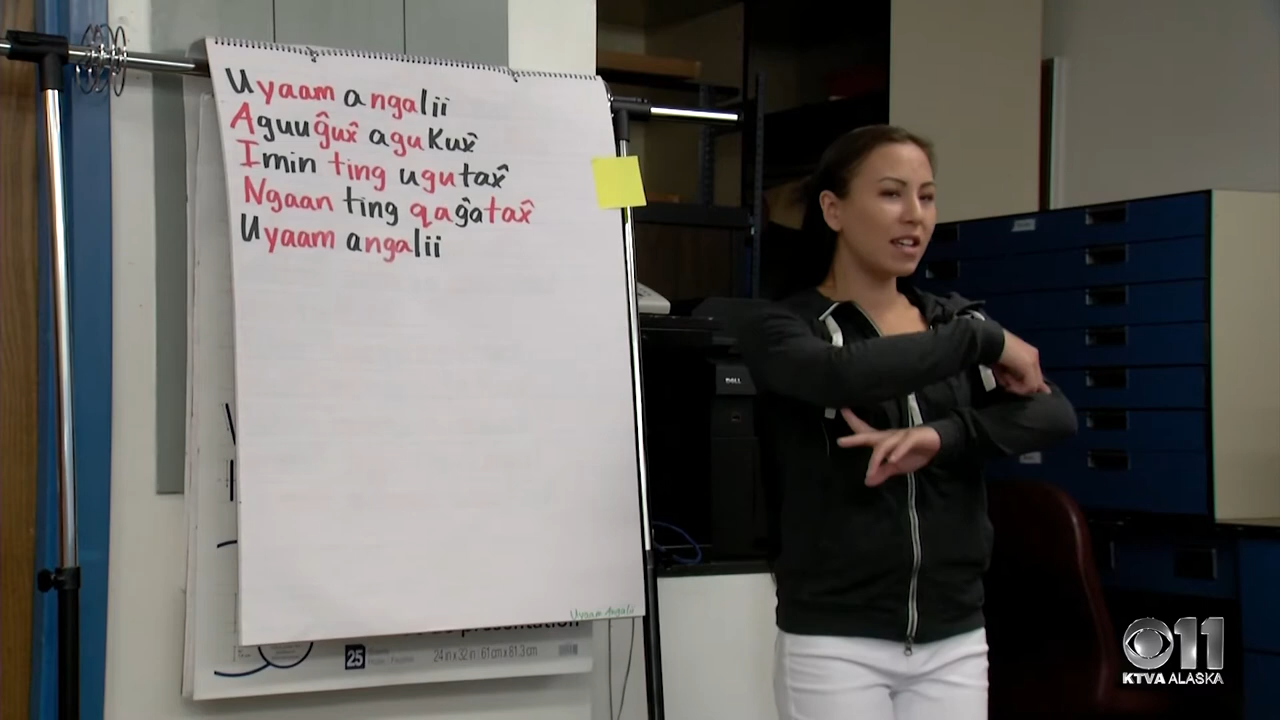 Uyaam angalii
Aguuĝux̂ agukux̂
Imin ting ugutax̂
Ngaan ting qaĝatax̂
Uyaam angalii
Uyaam Angalii
25
24 in x 32 in : 61 cm x 81.3 cm
DELL
11
KTVA ALASKA